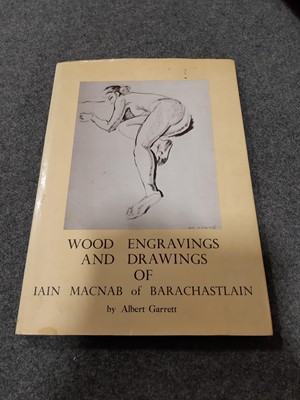 WOOD ENGRAVINGS
AND DRAWINGS
OF
IAIN MACNAB of BARACHASTLAIN
by Albert Garrett